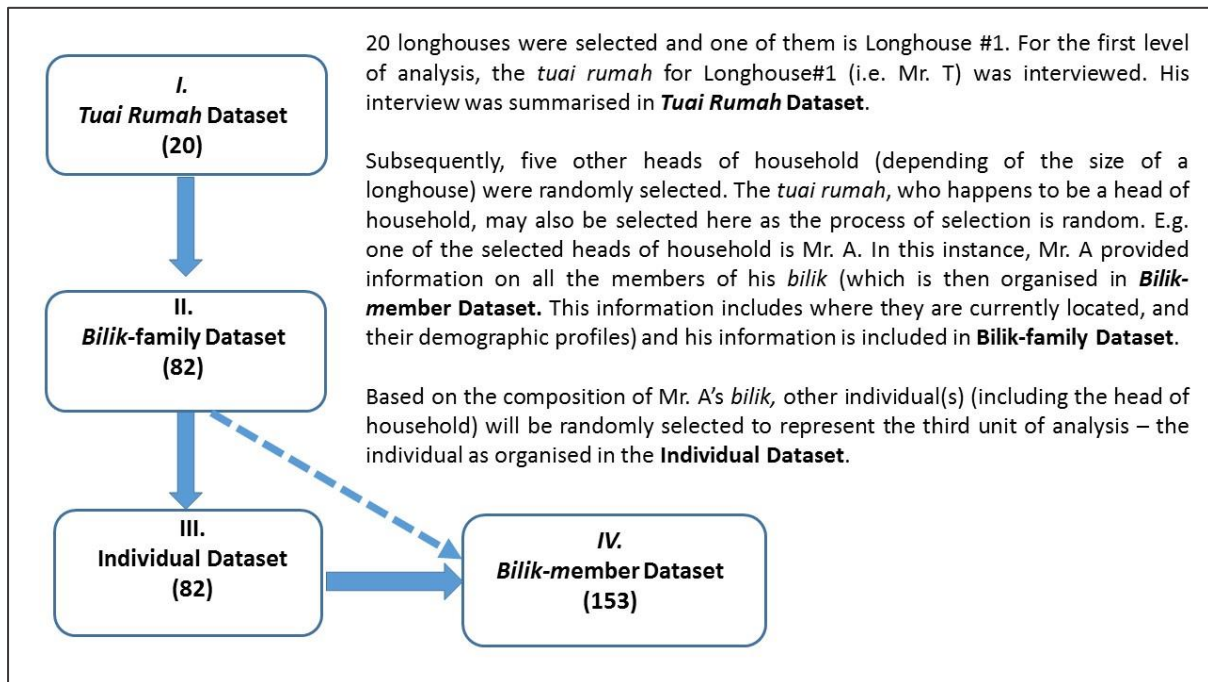 I.
Tuai Rumah Dataset
(20)
II.
Bilik-family Dataset
(82)
III.
Individual Dataset
(82)
IV.
Bilik-member Dataset
(153)
20 longhouses were selected and one of them is Longhouse #1. For the first
level of analysis, the tuai rumah for Longhouse#1 (i.e. Mr. T) was interviewed. His
interview was summarised in Tuai Rumah Dataset.
Subsequently, five other heads of household (depending of the size of a
longhouse) were randomly selected. The tuai rumah, who happens to be a head of
household, may also be selected here as the process of selection is random. E.g.
one of the selected heads of household is Mr. A. In this instance, Mr. A provided
information on all the members of his bilik (which is then organised in Bilik-
member Dataset. This information includes where they are currently located, and
their demographic profiles) and his information is included in Bilik-family Dataset.
Based on the composition of Mr. A’s bilik, other individual(s) (including the head of
household) will be randomly selected to represent the third unit of analysis – the
individual as organised in the Individual Dataset.